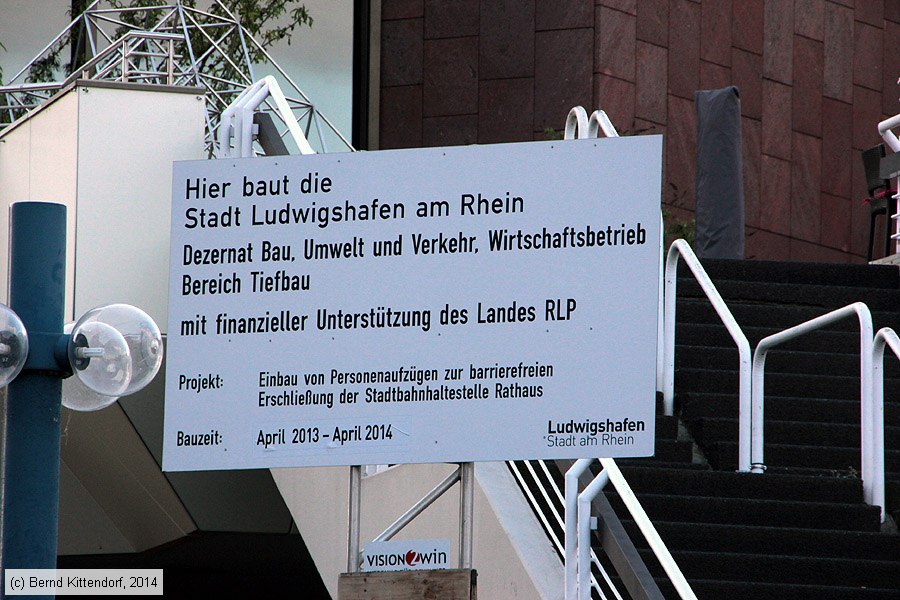 Hier baut die
Stadt Ludwigshafen am Rhein
Dezernat Bau, Umwelt und Verkehr, Wirtschaftsbetrieb
Bereich Tiefbau
mit finanzieller Unterstützung des Landes RLP
Projekt: Einbau von Personenaufzügen zur barrierefreien
Erschließung der Stadtbahnhaltestelle Rathaus
Bauzeit: April 2013 – April 2014
Ludwigshafen
Stadt am Rhein
VISION2win
(c) Bernd Kittendorf, 2014